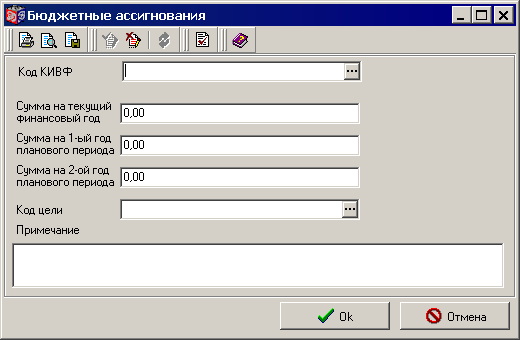 Бюджетные ассигнования
Код КИВФ
Сумма на текущий
финансовый год
0,00
Сумма на 1-ый год
планового периода
0,00
Сумма на 2-ой год
планового периода
0,00
Код цели
Примечание
Ok
Отмена